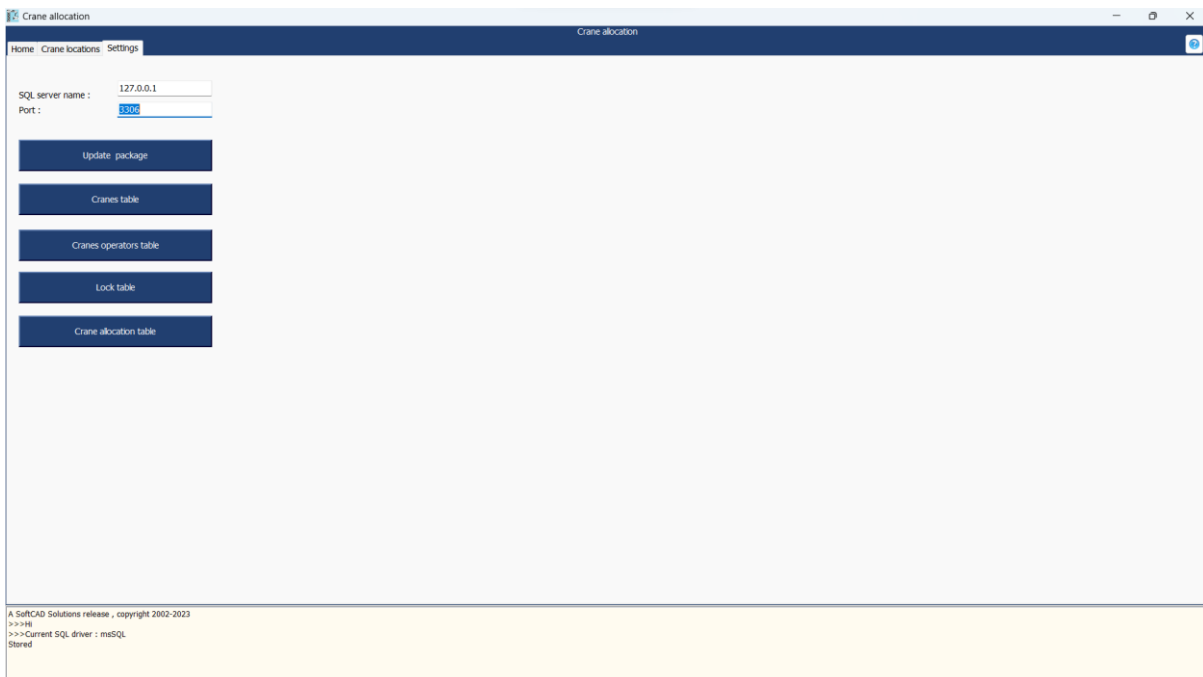 Crane allocation
Crane allocation
Home Crane locations Settings
SQL server name : 127.0.0.1
Port : 3306
Update package
Cranes table
Cranes operators table
Lock table
Crane allocation table
A SoftCAD Solutions release , copyright 2002-2023
>>>Hi
>>>Current SQL driver : msSQL
Stored